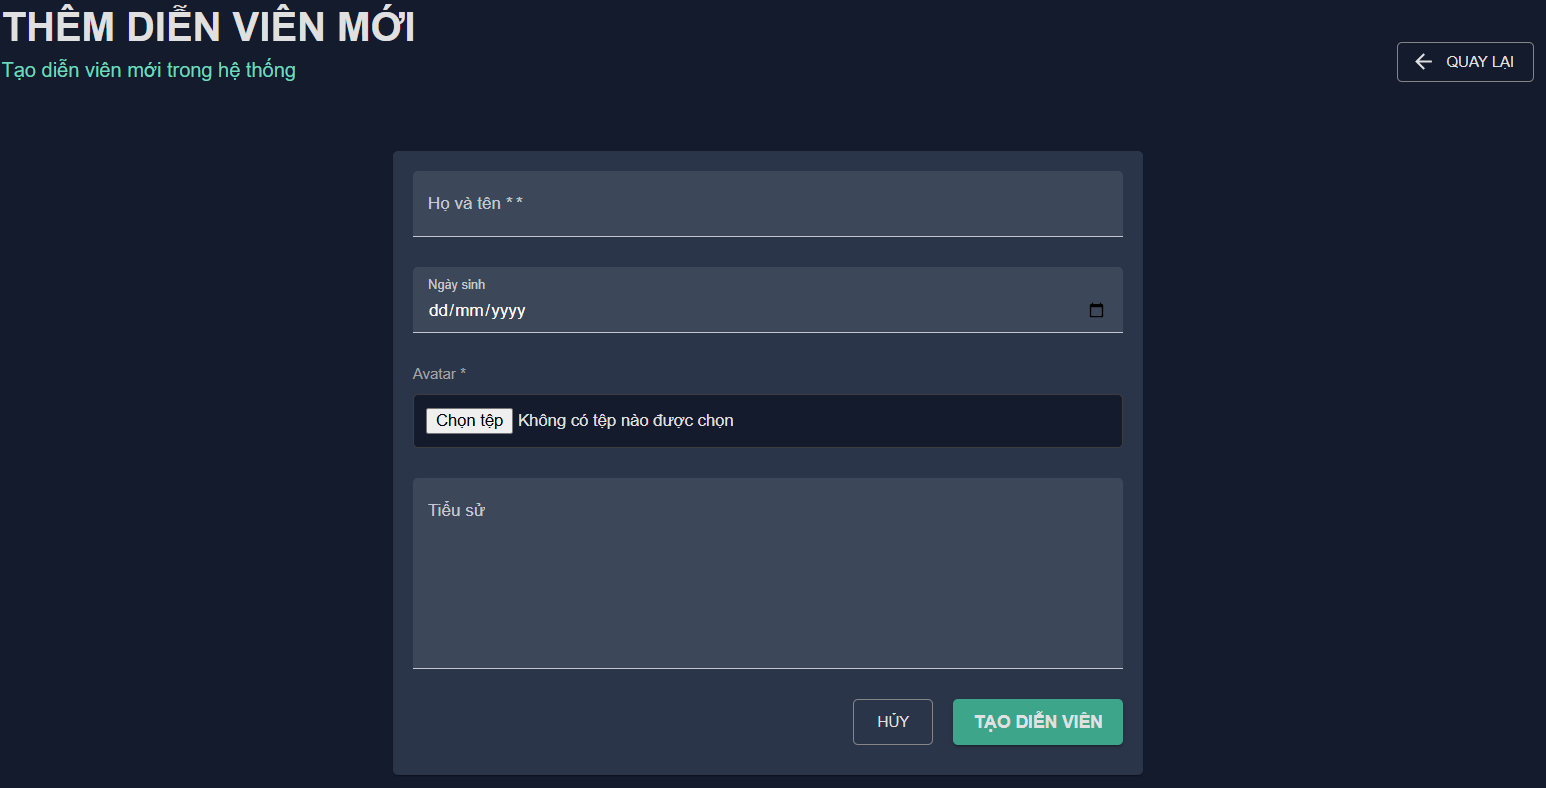 THÊM DIỄN VIÊN MỚI
Tạo diễn viên mới trong hệ thống
QUAY LẠI
Họ và tên * *
Ngày sinh
dd/mm/yyyy
Avatar *
Chọn tệp Không có tệp nào được chọn
Tiểu sử
HỦY
TẠO DIỄN VIÊN